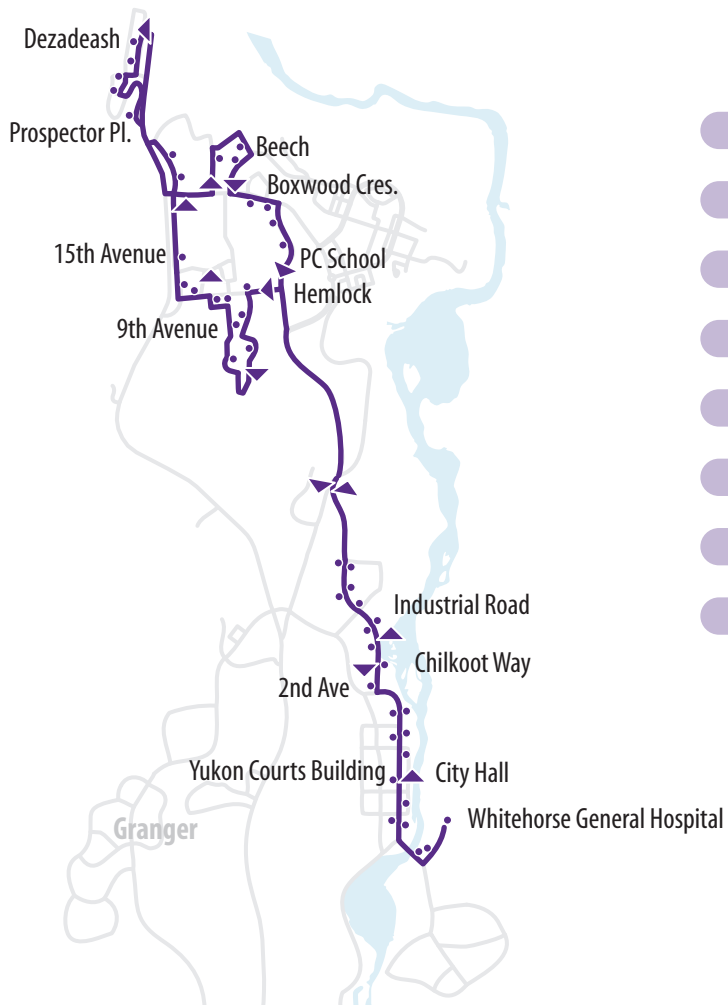 Dezadeash
Prospector Pl.
Beech
Boxwood Cres.
15th Avenue
PC School
Hemlock
9th Avenue
Industrial Road
Chilkoot Way
2nd Ave
Yukon Courts Building
City Hall
Whitehorse General Hospital
Granger